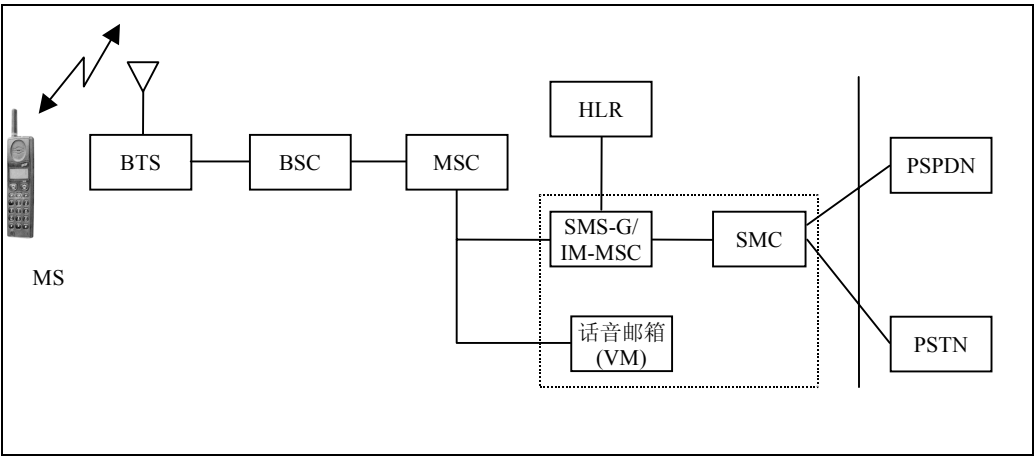 HLR
BTS
BSC
MSC
PSPDN
SMS-G/
IM-MSC
SMC
MS
话音邮箱
(VM)
PSTN